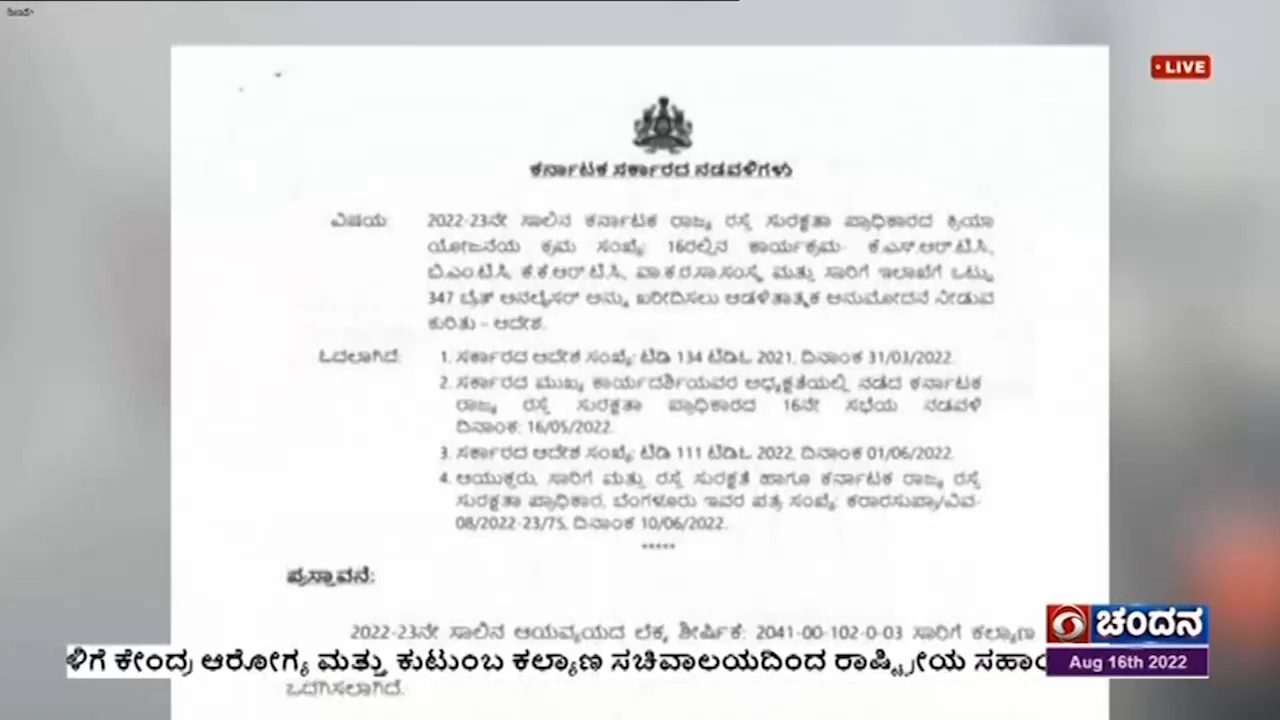 LIVE
ಕರ್ನಾಟಕ ಸರ್ಕಾರದ ನಡವಳಿಗಳು
ವಿಷಯ: 2022-23ನೇ ಸಾಲಿನ ಕರ್ನಾಟಕ ರಾಜ್ಯ ರಸ್ತೆ ಸುರಕ್ಷತಾ ಪ್ರಾಧಿಕಾರದ ಕ್ರಿಯಾ
ಯೋಜನೆಯ ಕ್ರಮ ಸಂಖ್ಯೆ: 16ರಲ್ಲಿನ ಕಾರ್ಯಕ್ರಮ- ಕೆ.ಎಸ್.ಆರ್.ಟಿ.ಸಿ,
ಬಿ.ಎಂ.ಟಿ.ಸಿ, ಕೆ.ಕೆ.ಆರ್.ಟಿ.ಸಿ, ವಾ.ಕ.ರ.ಸಾ.ಸಂಸ್ಥೆ ಮತ್ತು ಸಾರಿಗೆ ಇಲಾಖೆಗೆ ಒಟ್ಟು
347 ಬ್ರೆತ್ ಅನಲೈಸರ್ ಅನ್ನು ಖರೀದಿಸಲು ಆಡಳಿತಾತ್ಮಕ ಅನುಮೋದನೆ ನೀಡುವ
ಕುರಿತು – ಆದೇಶ.
ಓದಲಾಗಿದೆ: 1. ಸರ್ಕಾರದ ಆದೇಶ ಸಂಖ್ಯೆ: ಟಿಡಿ 134 ಟಿಡಿಓ 2021, ದಿನಾಂಕ 31/03/2022.
2. ಸರ್ಕಾರದ ಮುಖ್ಯ ಕಾರ್ಯದರ್ಶಿಯವರ ಅಧ್ಯಕ್ಷತೆಯಲ್ಲಿ ನಡೆದ ಕರ್ನಾಟಕ
ರಾಜ್ಯ ರಸ್ತೆ ಸುರಕ್ಷತಾ ಪ್ರಾಧಿಕಾರದ 16ನೇ ಸಭೆಯ ನಡವಳಿ
ದಿನಾಂಕ: 16/05/2022.
3. ಸರ್ಕಾರದ ಆದೇಶ ಸಂಖ್ಯೆ: ಟಿಡಿ 111 ಟಿಡಿಓ 2022, ದಿನಾಂಕ 01/06/2022.
4. ಆಯುಕ್ತರು, ಸಾರಿಗೆ ಮತ್ತು ರಸ್ತೆ ಸುರಕ್ಷತೆ ಹಾಗೂ ಕರ್ನಾಟಕ ರಾಜ್ಯ ರಸ್ತೆ
ಸುರಕ್ಷತಾ ಪ್ರಾಧಿಕಾರ, ಬೆಂಗಳೂರು ಇವರ ಪತ್ರ ಸಂಖ್ಯೆ: ಕರಾರಸುಪ್ರಾ/ವಿವ-
08/2022-23/75, ದಿನಾಂಕ 10/06/2022.
*****
ಪ್ರಸ್ತಾವನೆ:
2022-23ನೇ ಸಾಲಿನ ಆಯವ್ಯಯದ ಲೆಕ್ಕ ಶೀರ್ಷಿಕೆ: 2041-00-102-0-03 ಸಾರಿಗೆ ಕಲ್ಯಾಣ
ಚಂದನ
ಳಿಗೆ ಕೇಂದ್ರ ಆರೋಗ್ಯ ಮತ್ತು ಕುಟುಂಬ ಕಲ್ಯಾಣ ಸಚಿವಾಲಯದಿಂದ ರಾಷ್ಟ್ರೀಯ ಸಹಾಯ
Aug 16th 2022
ಒದಗಿಸಲಾಗಿದೆ.